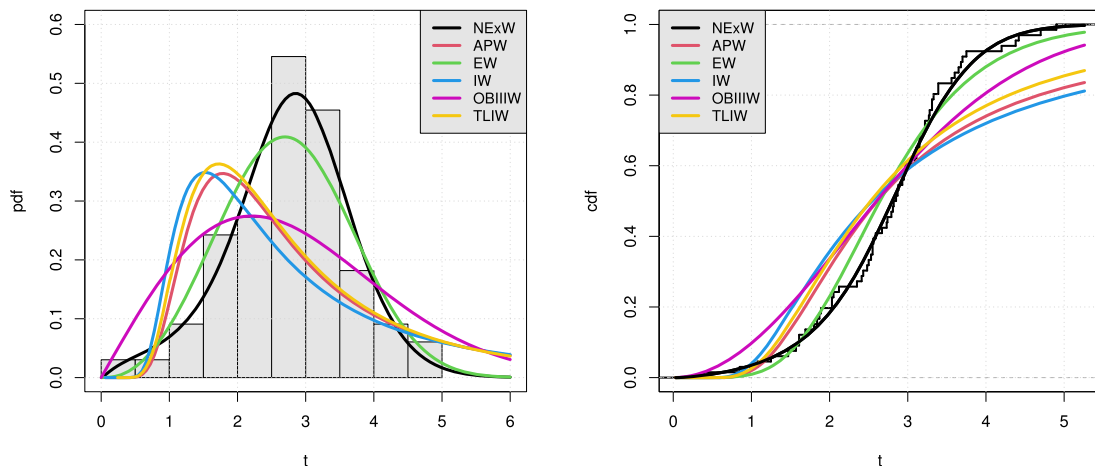 NExW
APW
EW
IW
OBIIIW
TLIW
pdf
0.0
0.1
0.2
0.3
0.4
0.5
0.6
0 1 2 3 4 5 6
t
NExW
APW
EW
IW
OBIIIW
TLIW
cdf
0.0
0.2
0.4
0.6
0.8
1.0
0 1 2 3 4 5
t